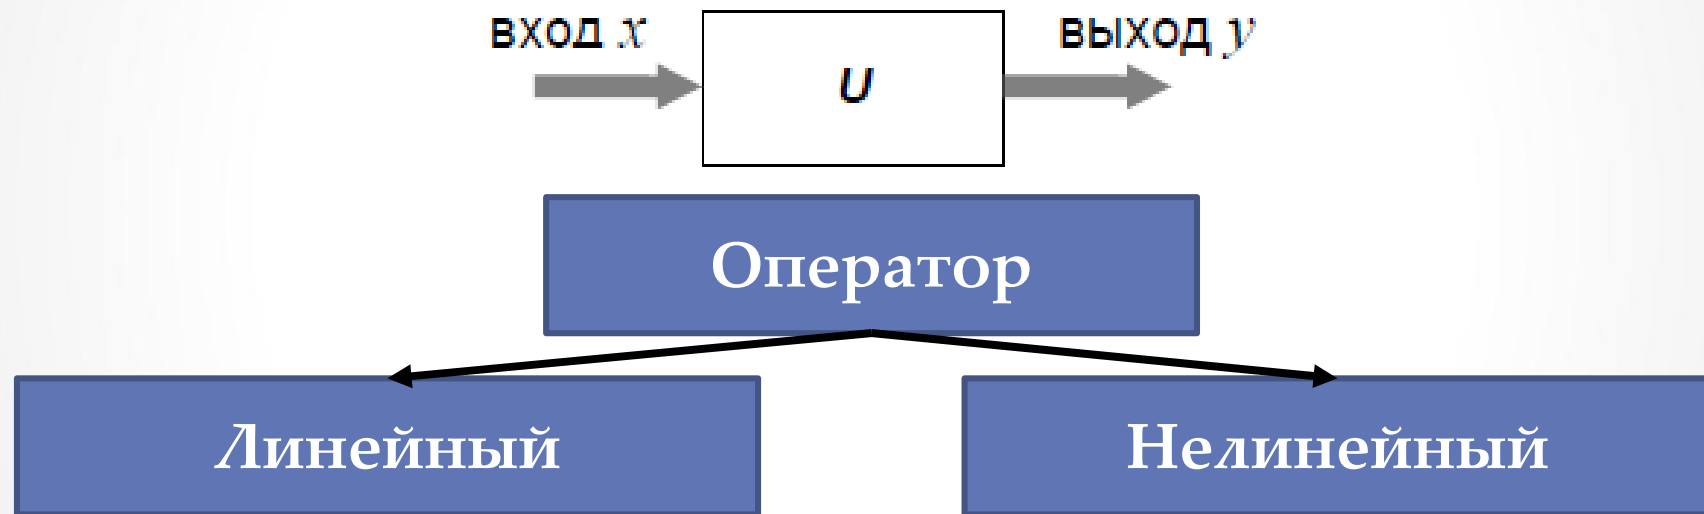 вход x
выход y
U
Оператор
Линейный
Нелинейный